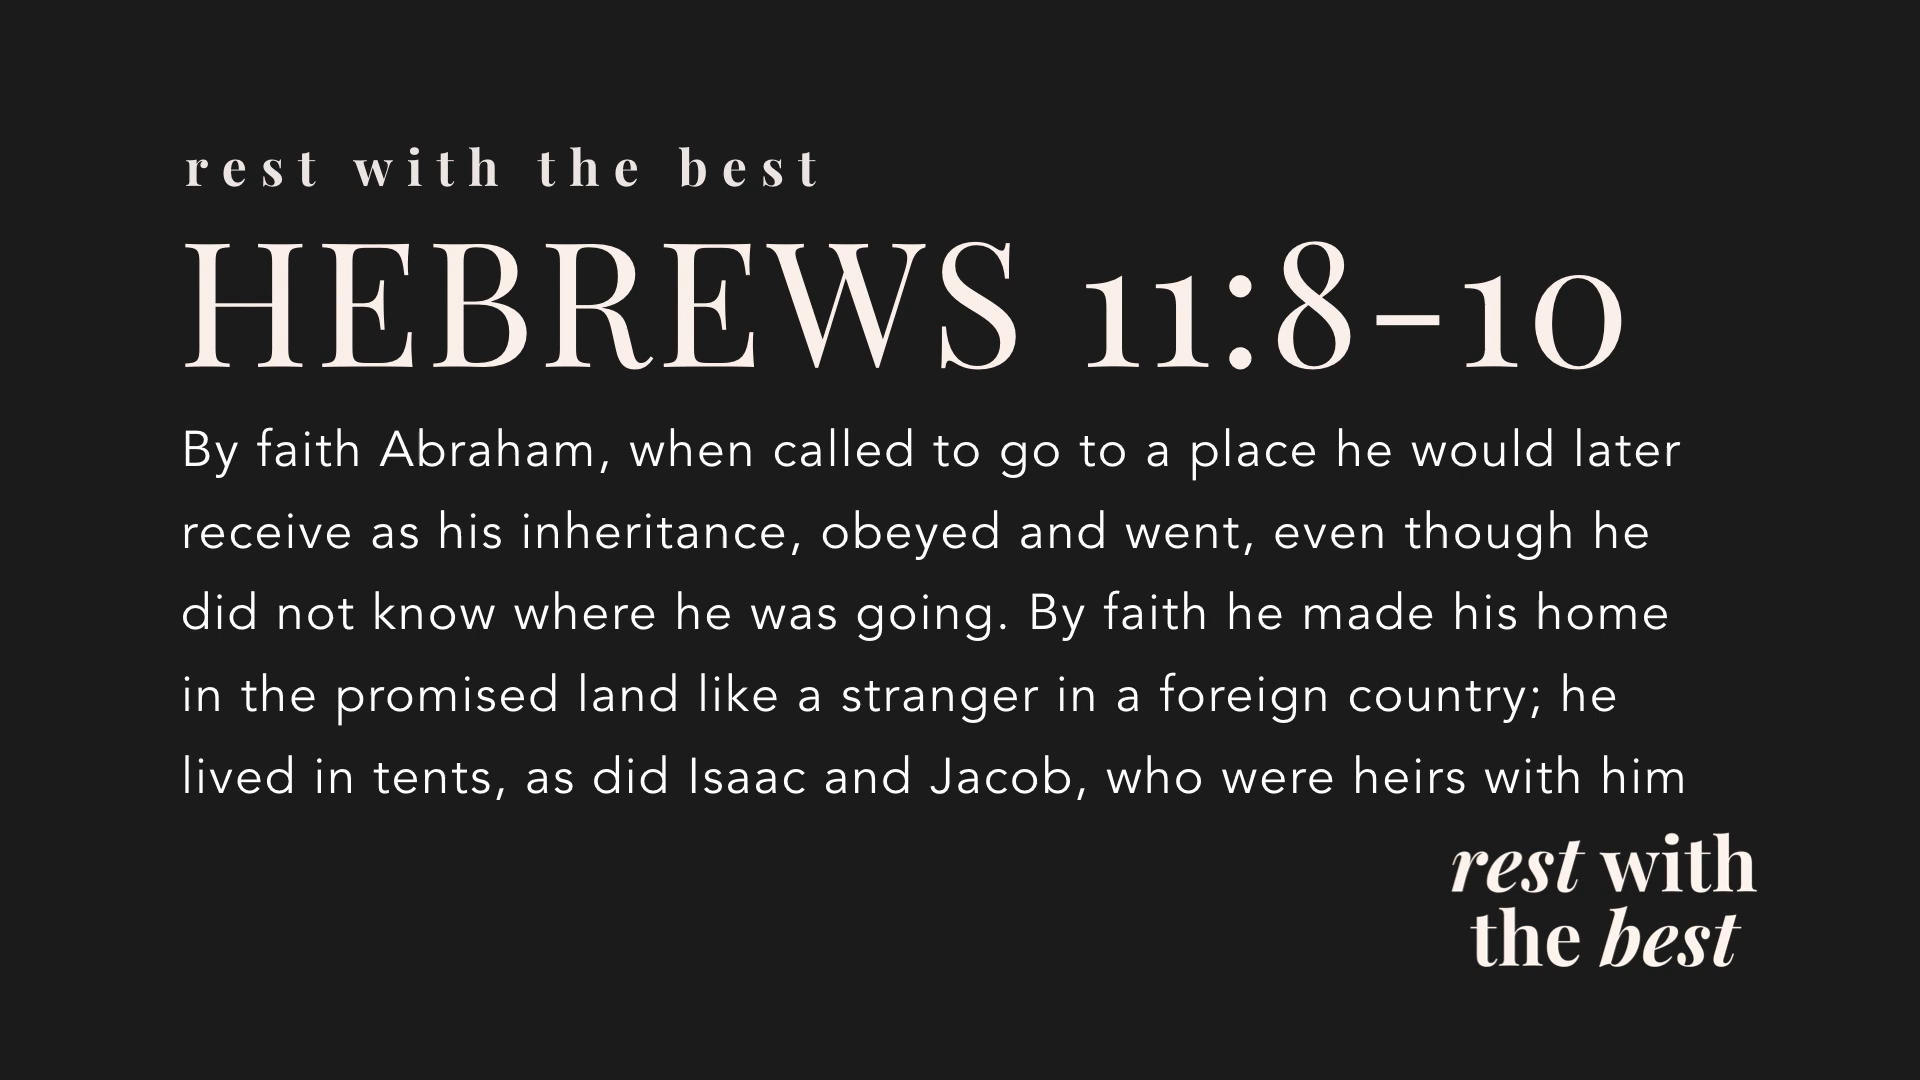 rest with the best
HEBREWS 11:8-10
By faith Abraham, when called to go to a place he would later
receive as his inheritance, obeyed and went, even though he
did not know where he was going. By faith he made his home
in the promised land like a stranger in a foreign country; he
lived in tents, as did Isaac and Jacob, who were heirs with him
rest with
the best